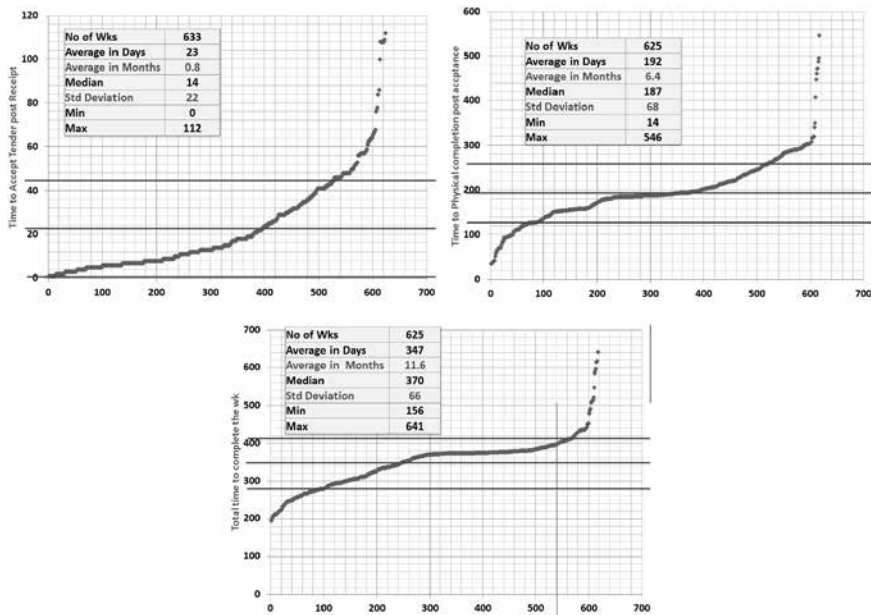 120
100
80
60
40
20
0
Time to Accept Tender post Receipt
No of Wks 633
Average in Days 23
Average in Months 0.8
Median 14
Std Deviation 22
Min 0
Max 112
0 100 200 300 400 500 600 700
600
500
400
300
200
100
0
Time to Physical completion post acptance
No of Wks 625
Average in Days 192
Average in Months 6.4
Median 187
Std Deviation 68
Min 14
Max 546
0 100 200 300 400 500 600 700
700
600
500
400
300
200
100
0
Total time to complete the wk
No of Wks 625
Average in Days 347
Average in Months 11.6
Median 370
Std Deviation 66
Min 156
Max 641
0 100 200 300 400 500 600 700